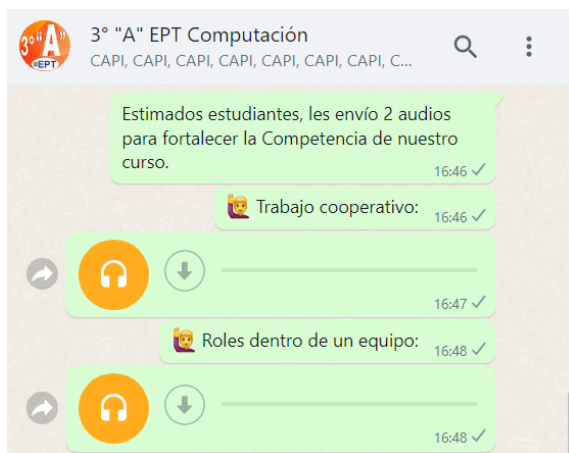 3° "A"
EPT
3° "A" EPT Computación
CAPI, CAPI, CAPI, CAPI, CAPI, CAPI, CAPI, C...
Estimados estudiantes, les envío 2 audios
para fortalecer la Competencia de nuestro
curso.
16:46
Trabajo cooperativo:
16:46
16:47
Roles dentro de un equipo:
16:48
16:48